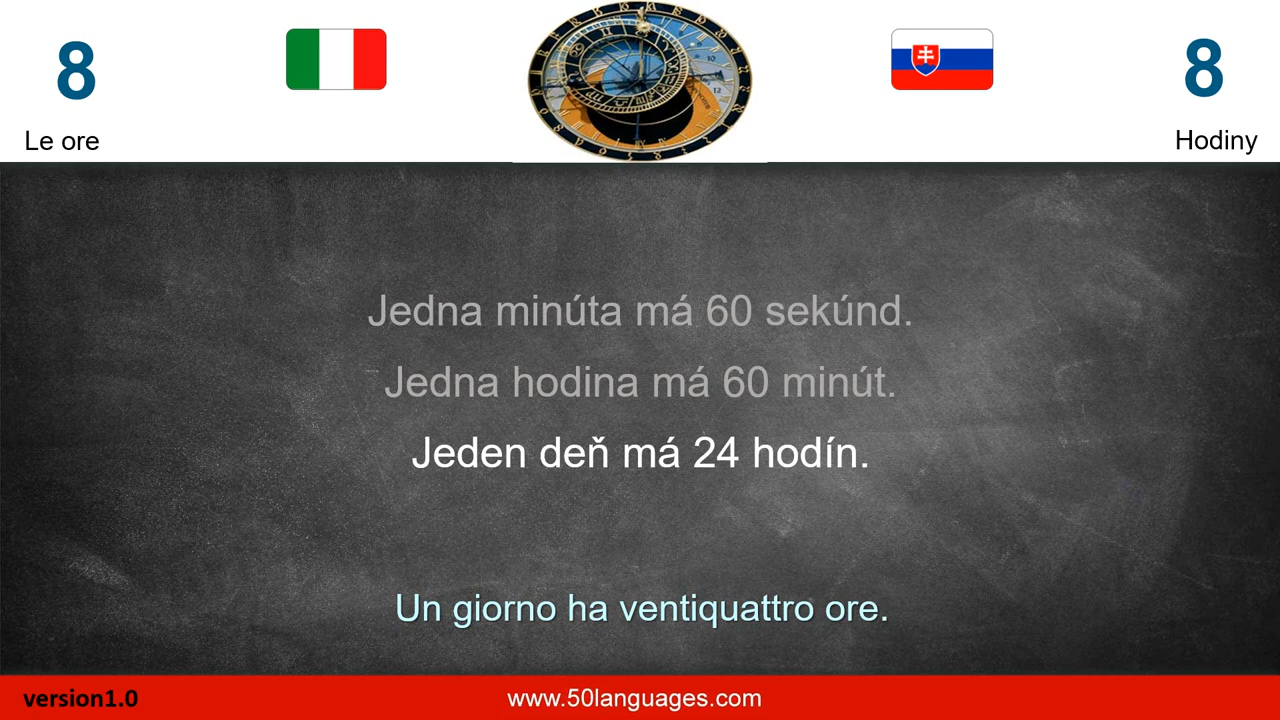 8
8
Le ore
Hodiny
Jedna minúta má 60 sekúnd.
Jedna hodina má 60 minút.
Jeden deň má 24 hodín.
Un giorno ha ventiquattro ore.
version1.0
www.50languages.com